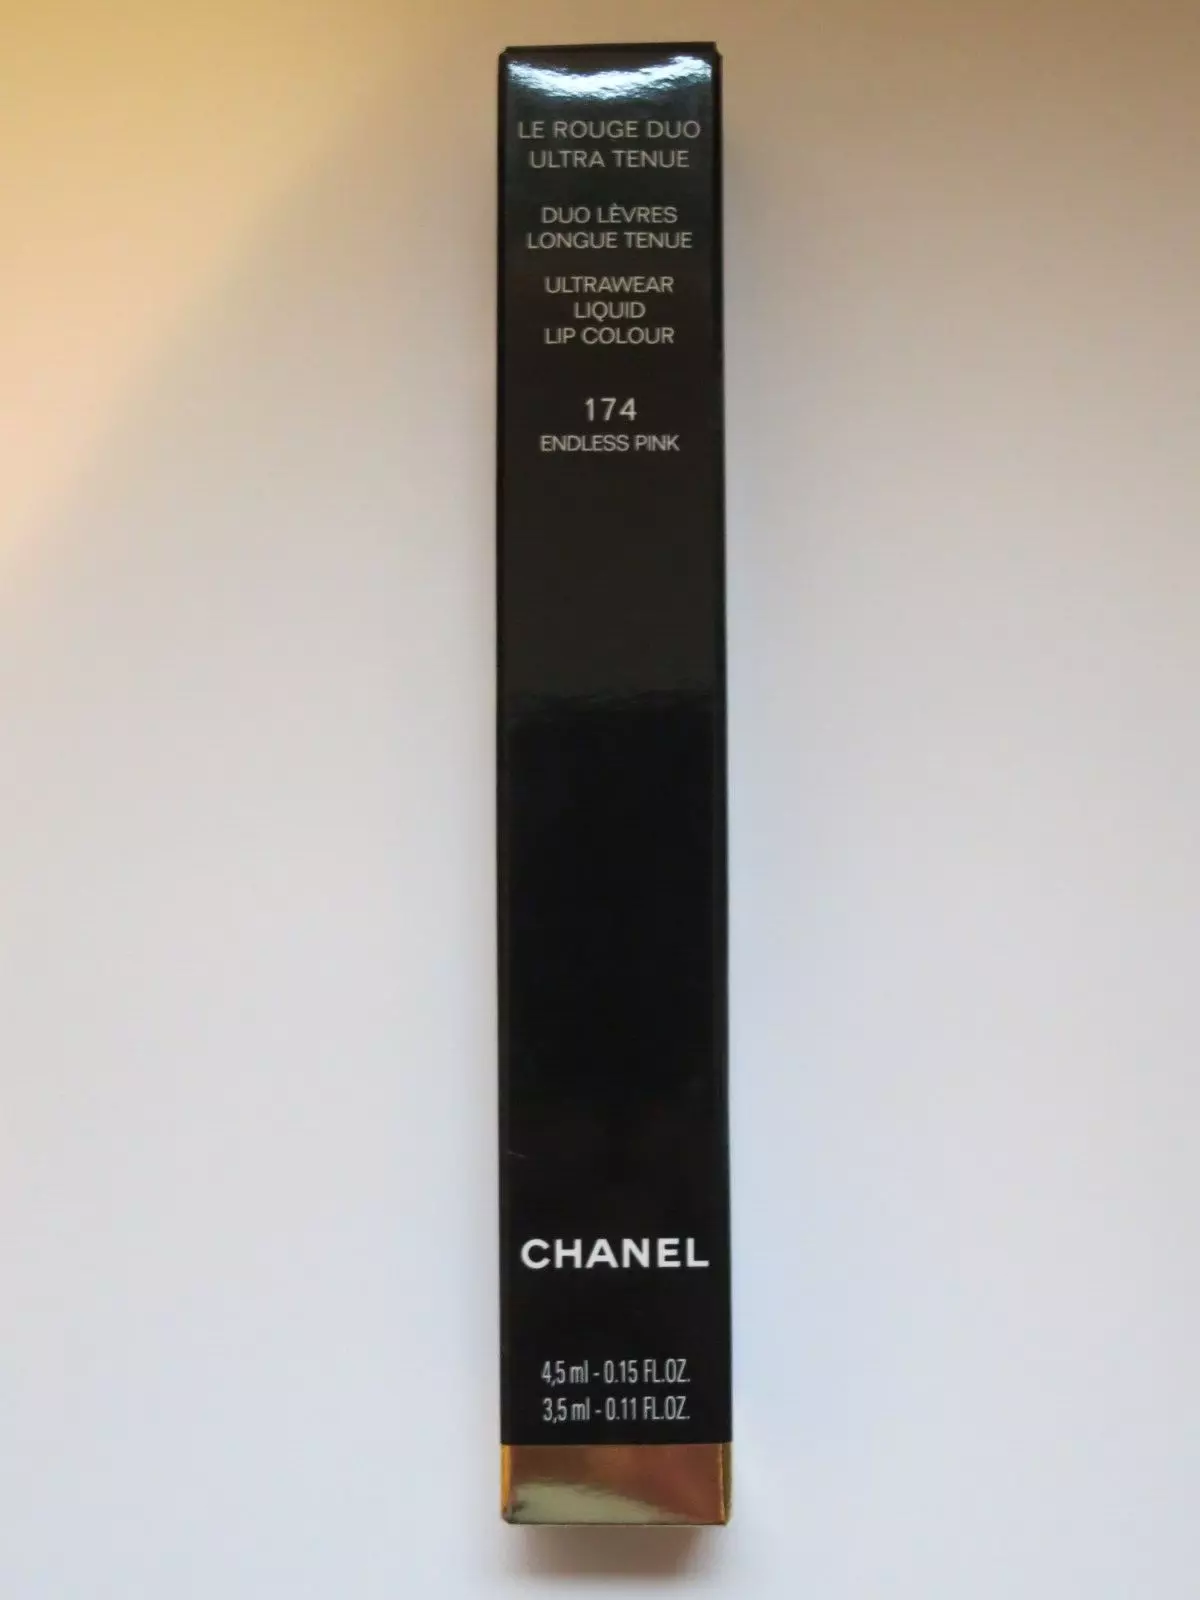 LE ROUGE DUO
ULTRA TENUE
DUO LÈVRES
LONGUE TENUE
ULTRAWEAR
LIQUID
LIP COLOUR
174
ENDLESS PINK
CHANEL
4,5 ml - 0.15 FL.OZ.
3,5 ml - 0.11 FL.OZ.